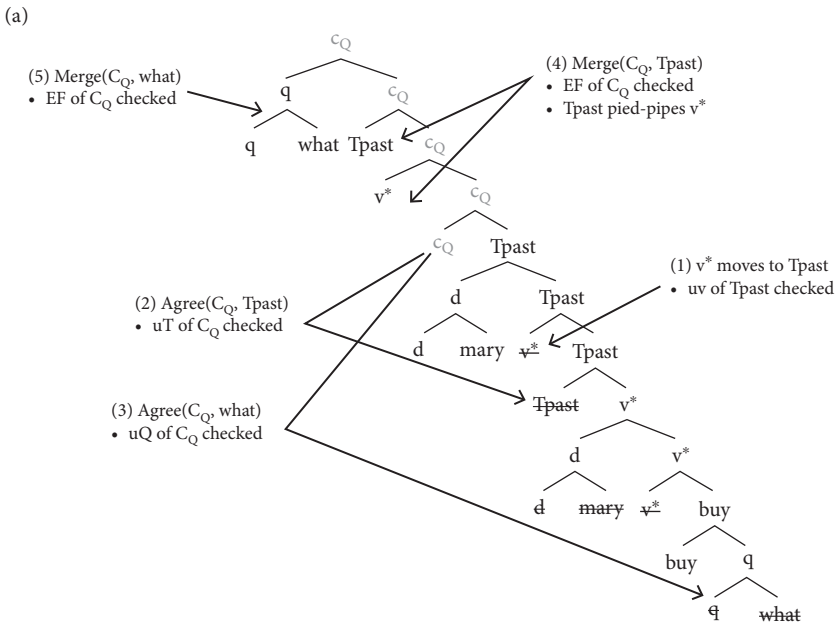 (a)
c_Q
(5) Merge(C_Q, what)
• EF of C_Q checked
(4) Merge(C_Q, Tpast)
• EF of C_Q checked
• Tpast pied-pipes v*
q c_Q
q what Tpast c_Q
v* c_Q
c_Q Tpast
(1) v* moves to Tpast
• uv of Tpast checked
(2) Agree(C_Q, Tpast)
• uT of C_Q checked
d Tpast
d mary v* Tpast
Tpast v*
(3) Agree(C_Q, what)
• uQ of C_Q checked
d v*
d mary v* buy
buy q
q what